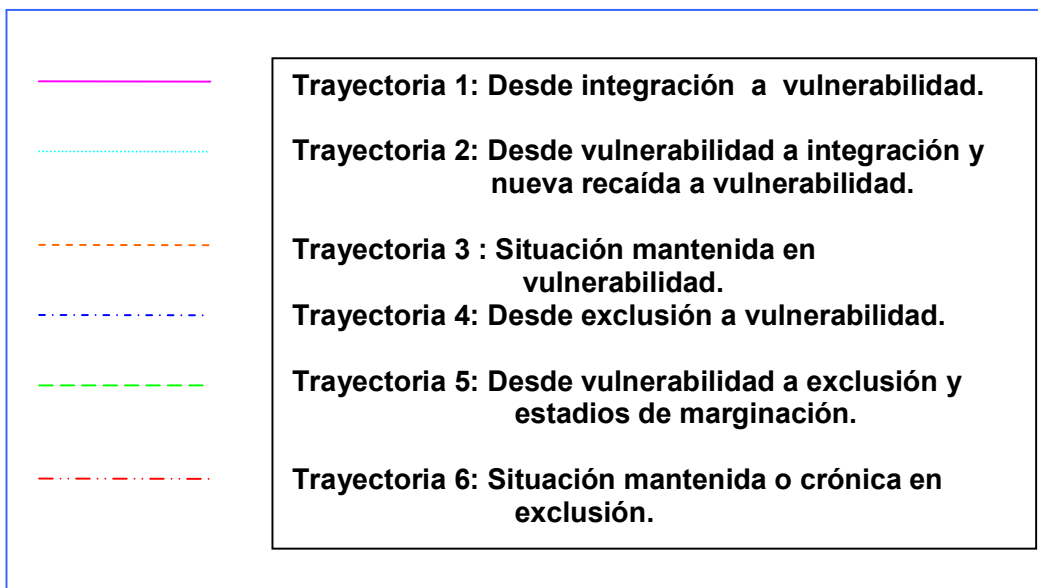 Trayectoria 1: Desde integración a vulnerabilidad.
Trayectoria 2: Desde vulnerabilidad a integración y
nueva recaída a vulnerabilidad.
Trayectoria 3 : Situación mantenida en
vulnerabilidad.
Trayectoria 4: Desde exclusión a vulnerabilidad.
Trayectoria 5: Desde vulnerabilidad a exclusión y
estadios de marginación.
Trayectoria 6: Situación mantenida o crónica en
exclusión.